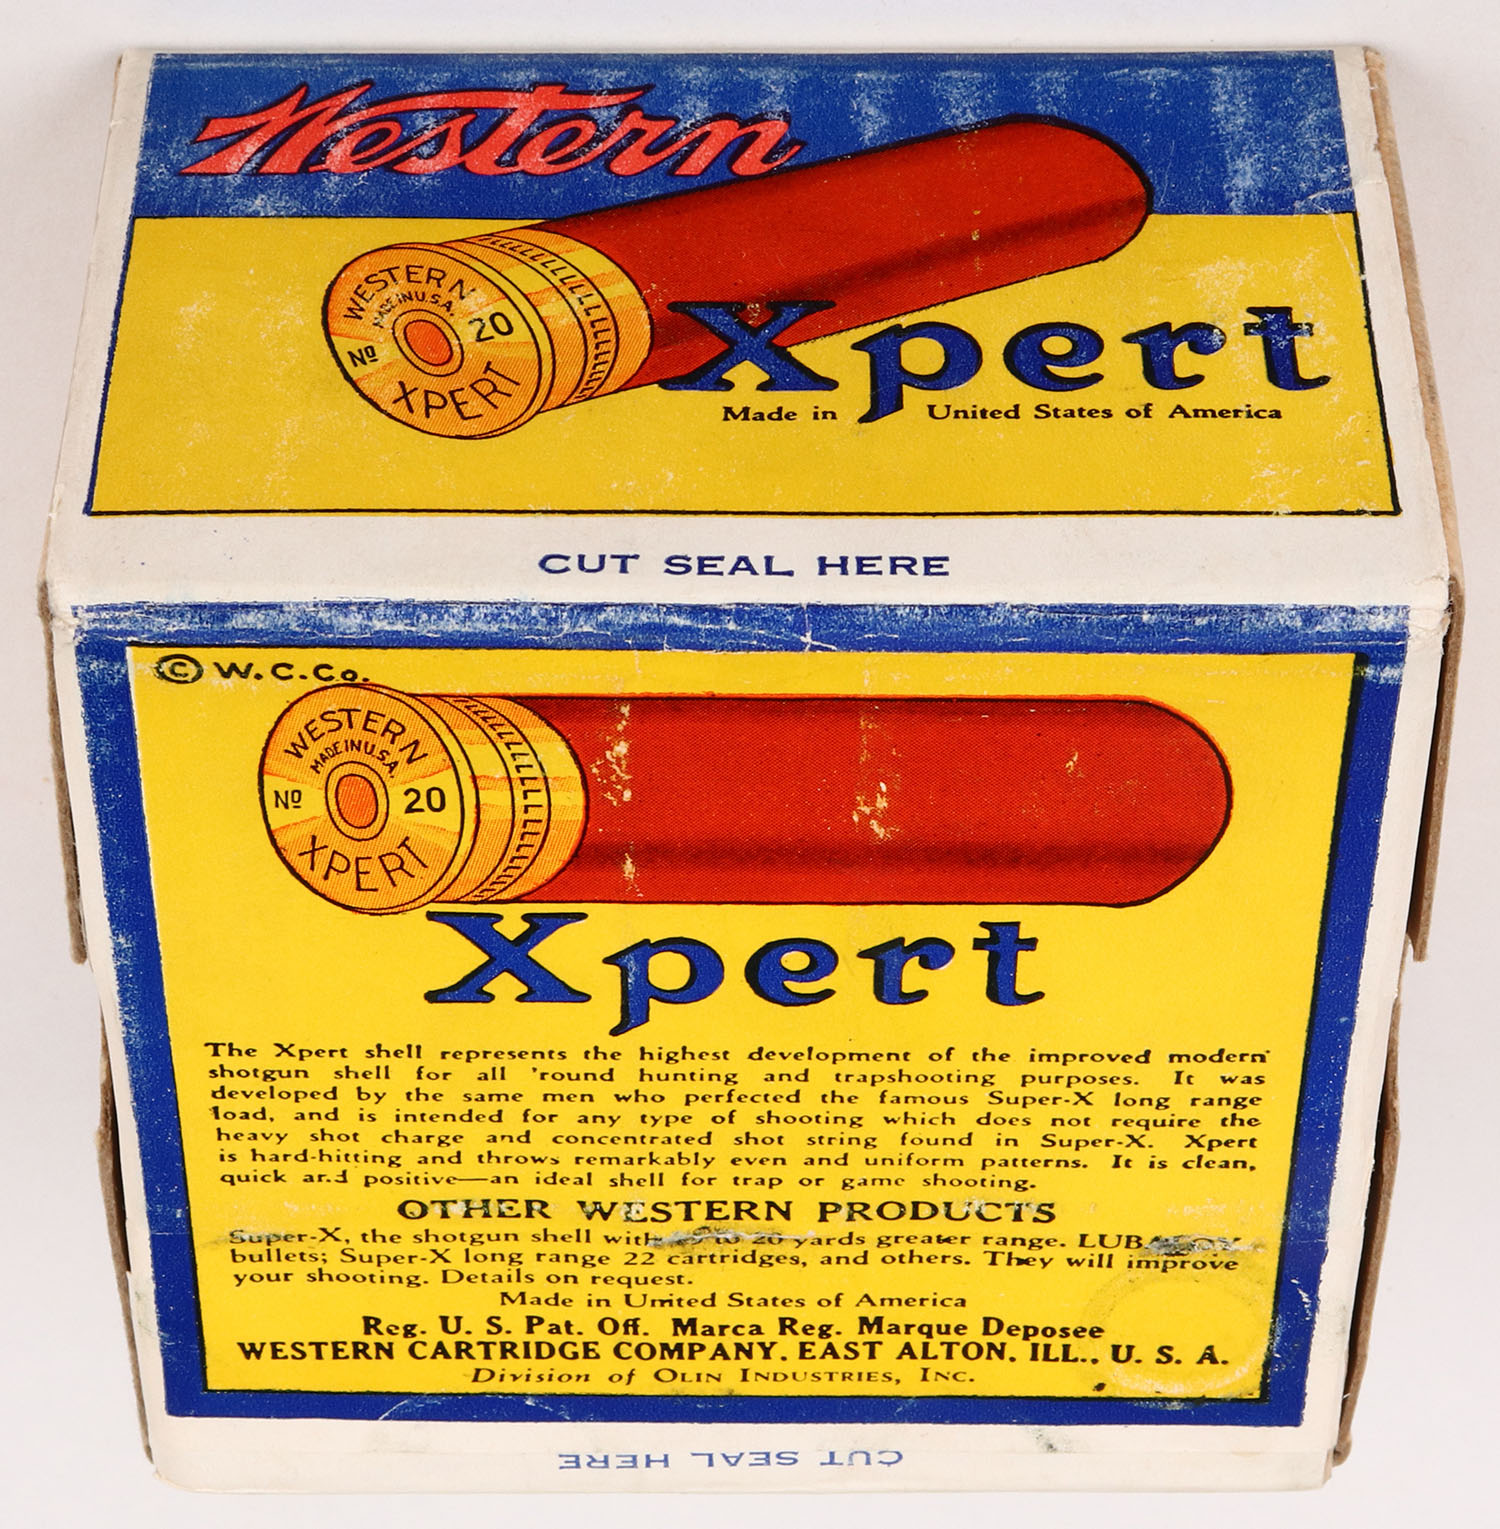 Western
WESTERN
MADE IN U.S.A.
No 20
XPERT
Xpert
Made in United States of America
CUT SEAL HERE
© W.C.Co.
WESTERN
MADE IN U.S.A.
No 20
XPERT
Xpert
The Xpert shell represents the highest development of the improved modern
shotgun shell for all 'round hunting and trapshooting purposes. It was
developed by the same men who perfected the famous Super-X long range
load, and is intended for any type of shooting which does not require the
heavy shot charge and concentrated shot string found in Super-X. Xpert
is hard-hitting and throws remarkably even and uniform patterns. It is clean,
quick and positive—an ideal shell for trap or game shooting.
OTHER WESTERN PRODUCTS
Super-X, the shotgun shell with to 20 yards greater range.
bullets; Super-X long range 22 cartridges, and others. They will improve
your shooting. Details on request.
Made in United States of America
Reg. U. S. Pat. Off. Marca Reg. Marque Deposee
WESTERN CARTRIDGE COMPANY, EAST ALTON, ILL., U. S. A.
Division of OLIN INDUSTRIES, INC.
CUT SEAL HERE